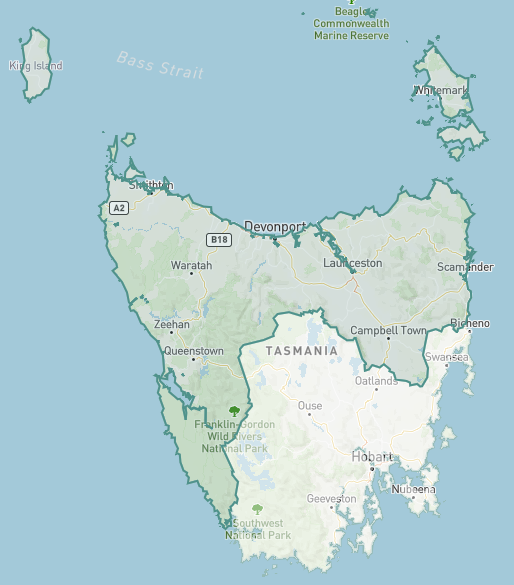 Beagle
Commonwealth
Marine Reserve
King Island
Bass Strait
Whitemark
Smithton
A2
B18
Devonport
Waratah
Launceston
Scamander
Zeehan
Campbell Town
Bicheno
Queenstown
TASMANIA
Swansea
Oatlands
Ouse
Franklin-Gordon
Wild Rivers
National Park
Hobart
Geeveston
Nubeena
Southwest
National Park